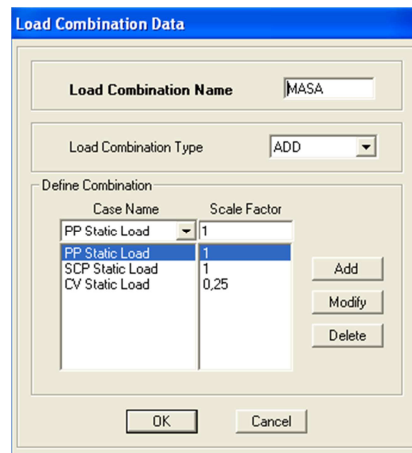 Load Combination Data
Load Combination Name MASA
Load Combination Type ADD
Define Combination
Case Name Scale Factor
PP Static Load 1
PP Static Load 1
SCP Static Load 1
CV Static Load 0,25
Add
Modify
Delete
OK Cancel